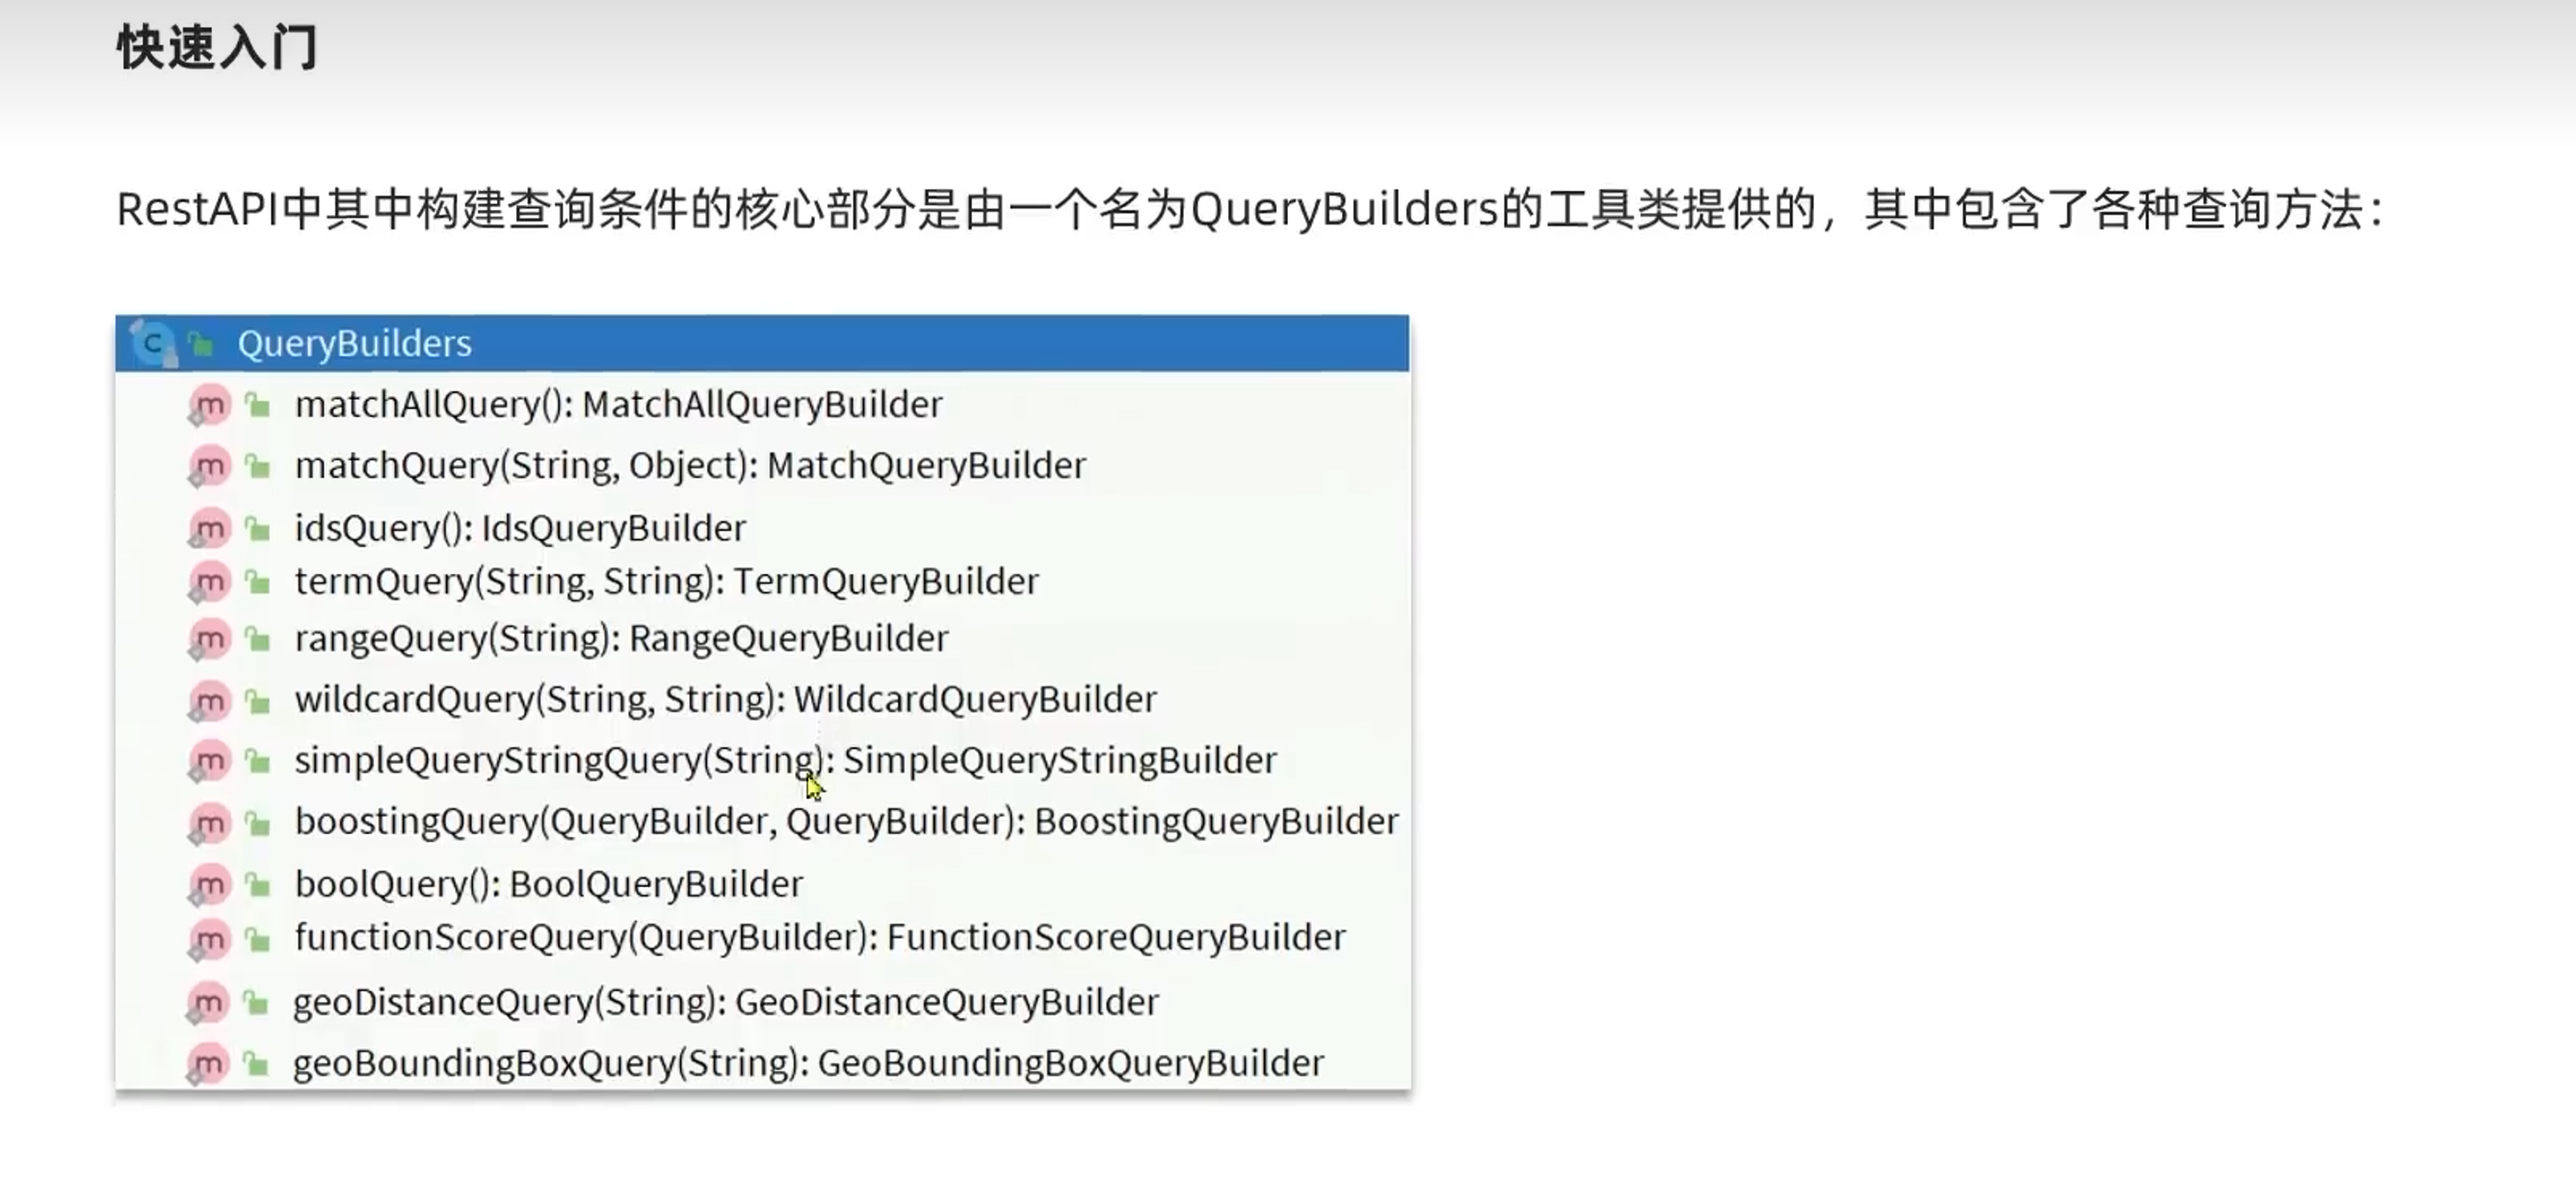 快速入门
RestAPI中其中构建查询条件的核心部分是由一个名为QueryBuilders的工具类提供的，其中包含了各种查询方法：
QueryBuilders
matchAllQuery(): MatchAllQueryBuilder
matchQuery(String, Object): MatchQueryBuilder
idsQuery(): IdsQueryBuilder
termQuery(String, String): TermQueryBuilder
rangeQuery(String): RangeQueryBuilder
wildcardQuery(String, String): WildcardQueryBuilder
simpleQueryStringQuery(String): SimpleQueryStringBuilder
boostingQuery(QueryBuilder, QueryBuilder): BoostingQueryBuilder
boolQuery(): BoolQueryBuilder
functionScoreQuery(QueryBuilder): FunctionScoreQueryBuilder
geoDistanceQuery(String): GeoDistanceQueryBuilder
geoBoundingBoxQuery(String): GeoBoundingBoxQueryBuilder